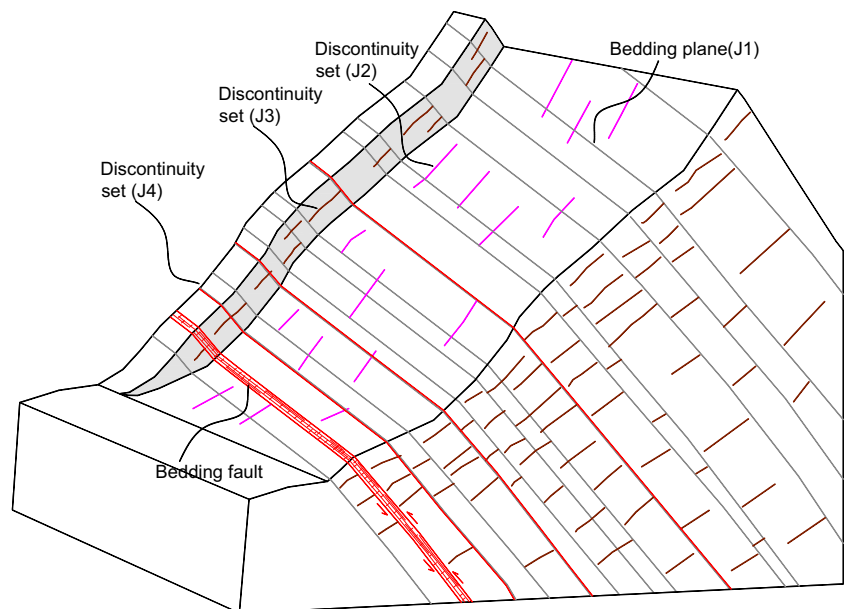 Discontinuity
set (J2)
Bedding plane(J1)
Discontinuity
set (J3)
Discontinuity
set (J4)
Bedding fault